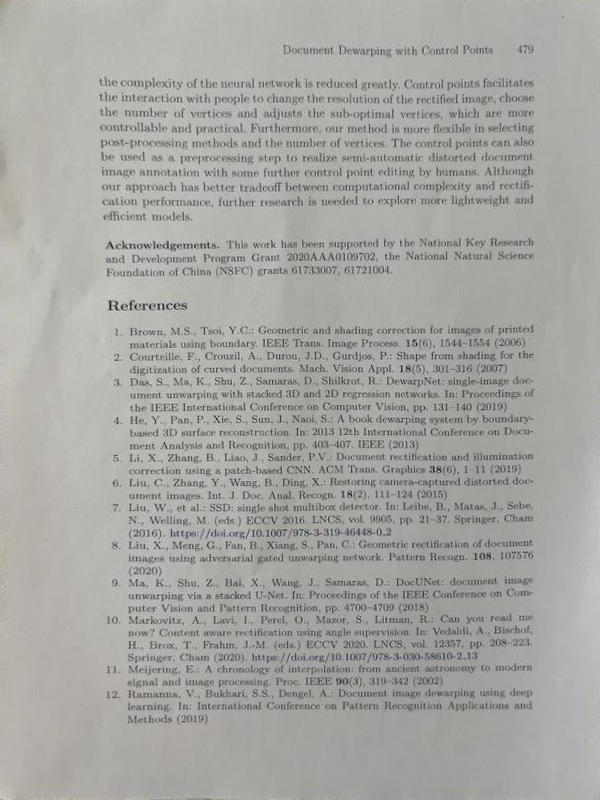 Document Dewarping with Control Points 479
the complexity of the neural network is reduced greatly. Control points facilitates
the interaction with people to change the resolution of the rectified image, choose
the number of vertices and adjusts the sub-optimal vertices, which are more
controllable and practical. Furthermore, our method is more flexible in selecting
post-processing methods and the number of vertices. The control points can also
be used as a preprocessing step to realize semi-automatic distorted document
image annotation with some further control point editing by humans. Although
our approach has better tradeoff between computational complexity and rectifi-
cation performance, further research is needed to explore more lightweight and
efficient models.
Acknowledgements. This work has been supported by the National Key Research
and Development Program Grant 2020AAA0109702, the National Natural Science
Foundation of China (NSFC) grants 61733007, 61721004.
References
1. Brown, M.S., Tsoi, Y.C.: Geometric and shading correction for images of printed
materials using boundary. IEEE Trans. Image Process. 15(6), 1544–1554 (2006)
2. Courteille, F., Crouzil, A., Durou, J.D., Gurdjos, P.: Shape from shading for the
digitization of curved documents. Mach. Vision Appl. 18(5), 301–316 (2007)
3. Das, S., Ma, K., Shu, Z., Samaras, D., Shilkrot, R.: DewarpNet: single-image doc-
ument unwarping with stacked 3D and 2D regression networks. In: Proceedings of
the IEEE International Conference on Computer Vision, pp. 131–140 (2019)
4. He, Y., Pan, P., Xie, S., Sun, J., Naoi, S.: A book dewarping system by boundary-
based 3D surface reconstruction. In: 2013 12th International Conference on Docu-
ment Analysis and Recognition, pp. 403–407. IEEE (2013)
5. Li, X., Zhang, B., Liao, J., Sander, P.V.: Document rectification and illumination
correction using a patch-based CNN. ACM Trans. Graphics 38(6), 1–11 (2019)
6. Liu, C., Zhang, Y., Wang, B., Ding, X.: Restoring camera-captured distorted doc-
ument images. Int. J. Doc. Anal. Recogn. 18(2), 111–124 (2015)
7. Liu, W., et al.: SSD: single shot multibox detector. In: Leibe, B., Matas, J., Sebe,
N., Welling, M. (eds.) ECCV 2016. LNCS, vol. 9905, pp. 21–37. Springer, Cham
(2016). https://doi.org/10.1007/978-3-319-46448-0_2
8. Liu, X., Meng, G., Fan, B., Xiang, S., Pan, C.: Geometric rectification of document
images using adversarial gated unwarping network. Pattern Recogn. 108, 107576
(2020)
9. Ma, K., Shu, Z., Bai, X., Wang, J., Samaras, D.: DocUNet: document image
unwarping via a stacked U-Net. In: Proceedings of the IEEE Conference on Com-
puter Vision and Pattern Recognition, pp. 4700–4709 (2018)
10. Markovitz, A., Lavi, I., Perel, O., Mazor, S., Litman, R.: Can you read me
now? Content aware rectification using angle supervision. In: Vedaldi, A., Bischof,
H., Brox, T., Frahm, J.-M. (eds.) ECCV 2020. LNCS, vol. 12357, pp. 208–223.
Springer, Cham (2020). https://doi.org/10.1007/978-3-030-58610-2_13
11. Meijering, E.: A chronology of interpolation: from ancient astronomy to modern
signal and image processing. Proc. IEEE 90(3), 319–342 (2002)
12. Ramanna, V., Bukhari, S.S., Dengel, A.: Document image dewarping using deep
learning. In: International Conference on Pattern Recognition Applications and
Methods (2019)